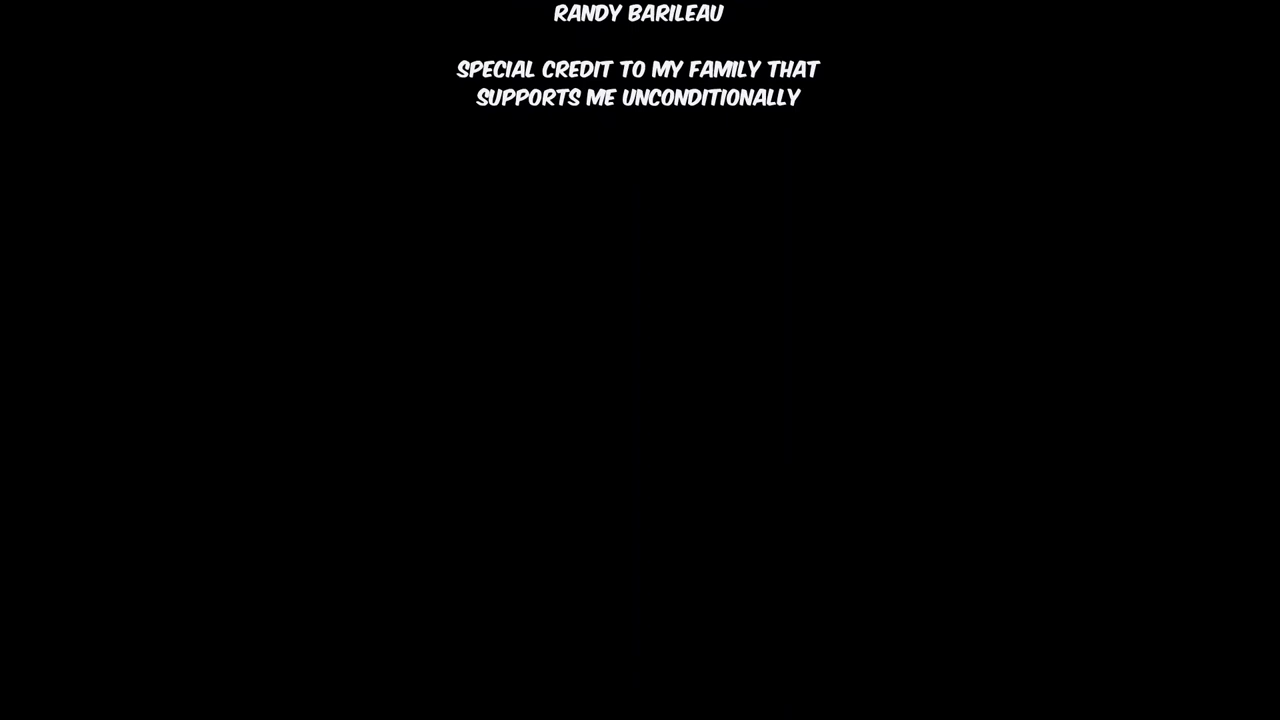 RANDY BARILEAU
SPECIAL CREDIT TO MY FAMILY THAT
SUPPORTS ME UNCONDITIONALLY